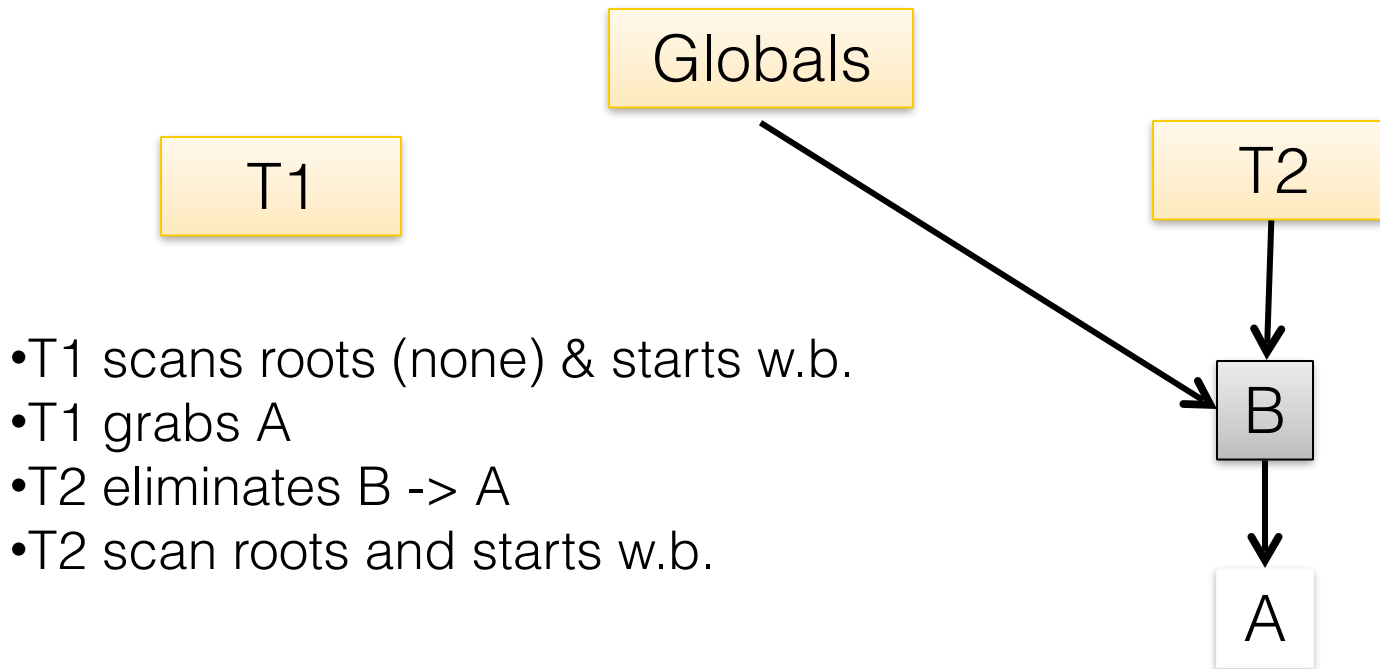 Globals
T1
T2
•T1 scans roots (none) & starts w.b.
•T1 grabs A
•T2 eliminates B -> A
•T2 scan roots and starts w.b.
B
A